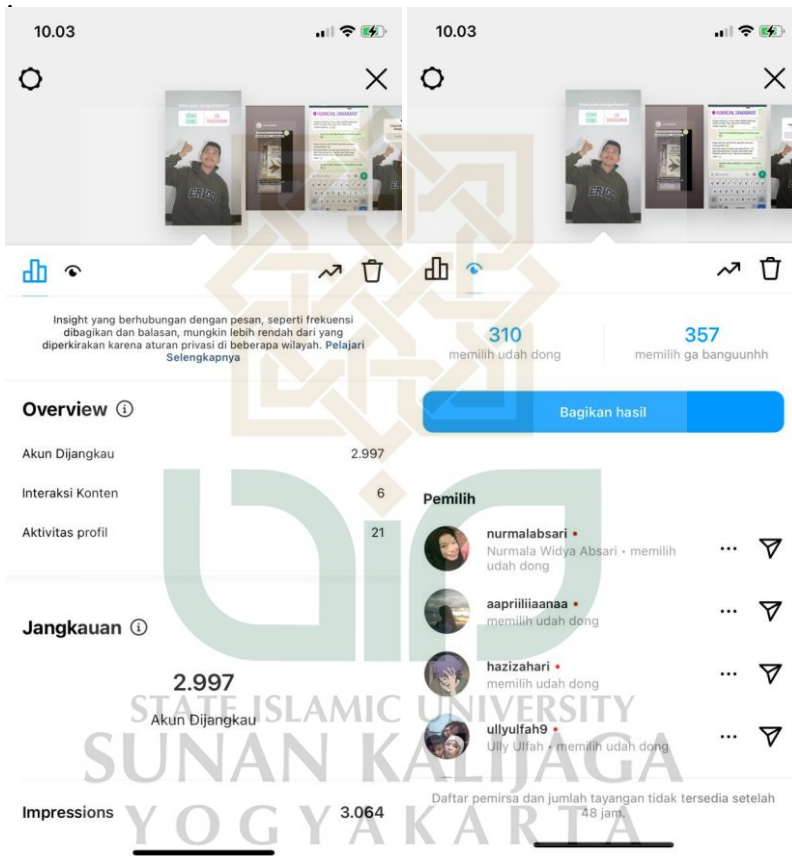 10.03
Insight yang berhubungan dengan pesan, seperti frekuensi
dibagikan dan balasan, mungkin lebih rendah dari yang
diperkirakan karena aturan privasi di beberapa wilayah. Pelajari
Selengkapnya
Overview
Akun Dijangkau 2.997
Interaksi Konten 6
Aktivitas profil 21
Jangkauan
2.997
Akun Dijangkau
Impressions 3.064
10.03
310 357
memilih udah dong memilih ga banguunhh
Bagikan hasil
Pemilih
nurmalabsari
Nurmala Widya Absari • memilih
udah dong
aapriiliiaanaa
memilih udah dong
hazizahari
memilih udah dong
ullyulfah9
Ully Ulfah • memilih udah dong
Daftar pemirsa dan jumlah tayangan tidak tersedia setelah
48 jam.
ERIGO
STATE ISLAMIC UNIVERSITY
SUNAN KALIJAGA
YOGYAKARTA